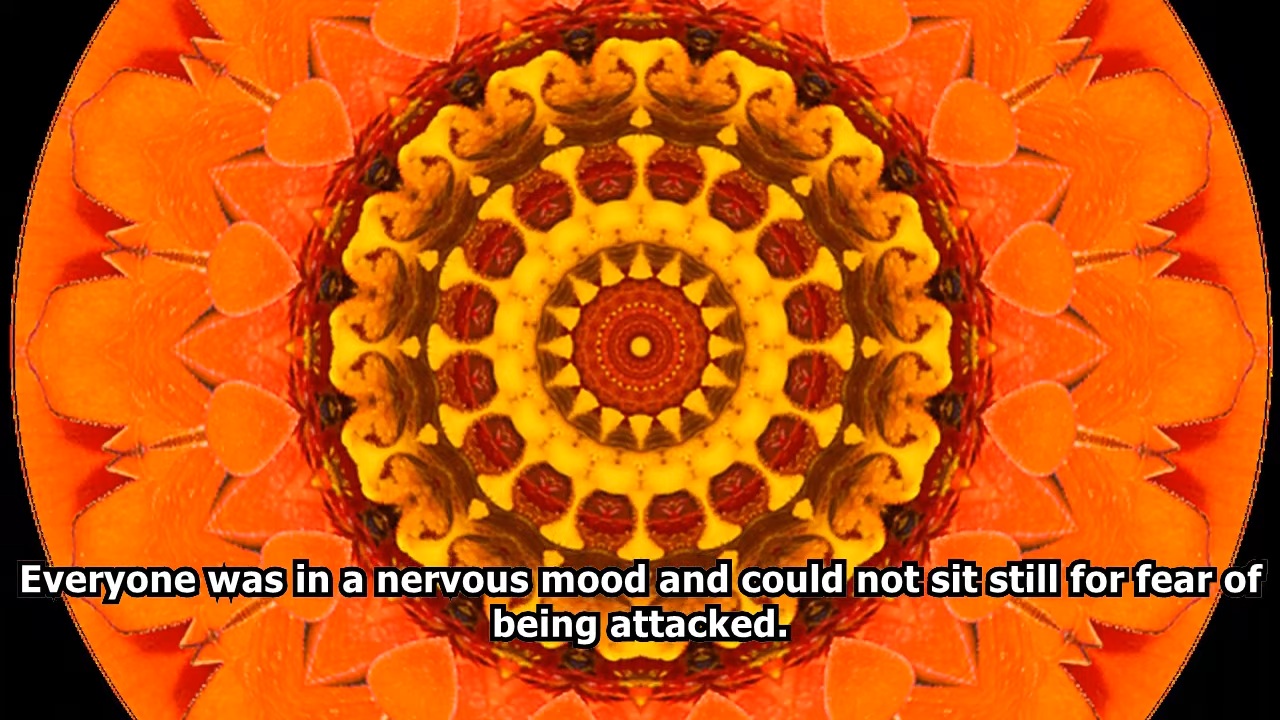 Everyone was in a nervous mood and could not sit still for fear of
being attacked.